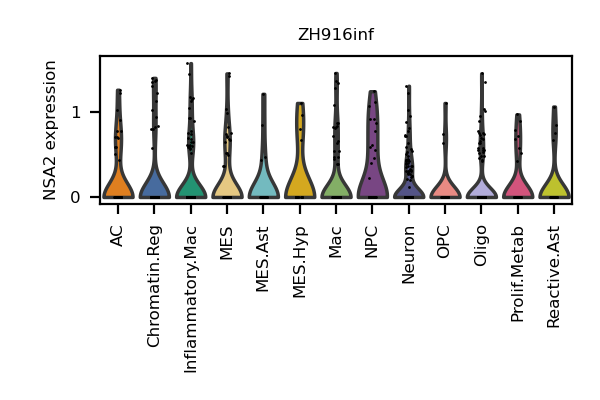 ZH916inf
NSA2 expression
1
0
AC
Chromatin.Reg
Inflammatory.Mac
MES
MES.Ast
MES.Hyp
Mac
NPC
Neuron
OPC
Oligo
Prolif.Metab
Reactive.Ast